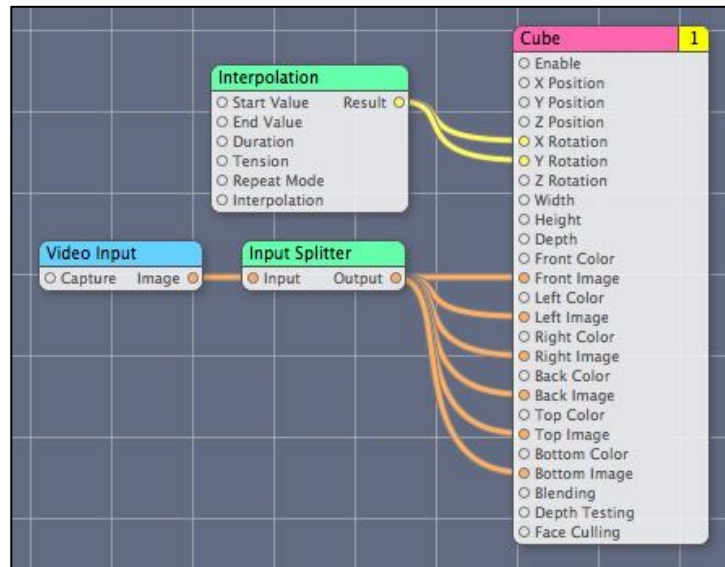 Cube 1
Enable
X Position
Y Position
Z Position
X Rotation
Y Rotation
Z Rotation
Width
Height
Depth
Front Color
Front Image
Left Color
Left Image
Right Color
Right Image
Back Color
Back Image
Top Color
Top Image
Bottom Color
Bottom Image
Blending
Depth Testing
Face Culling
Interpolation
Start Value Result
End Value
Duration
Tension
Repeat Mode
Interpolation
Video Input
Capture Image
Input Splitter
Input Output